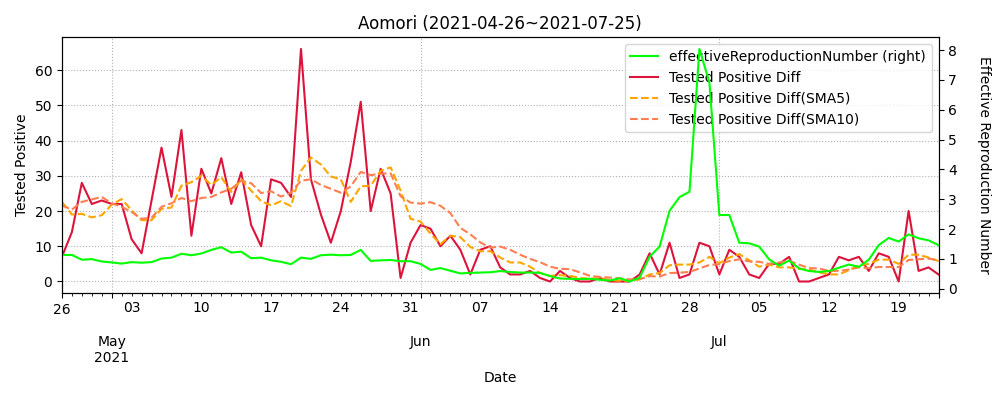 Aomori (2021-04-26~2021-07-25)
effectiveReproductionNumber (right)
Tested Positive Diff
Tested Positive Diff(SMA5)
Tested Positive Diff(SMA10)
Tested Positive
60
50
40
30
20
10
0
Effective Reproduction Number
8
7
6
5
4
3
2
1
0
26 03 10 17 24 31 07 14 21 28 05 12 19
May Jun Jul
2021
Date